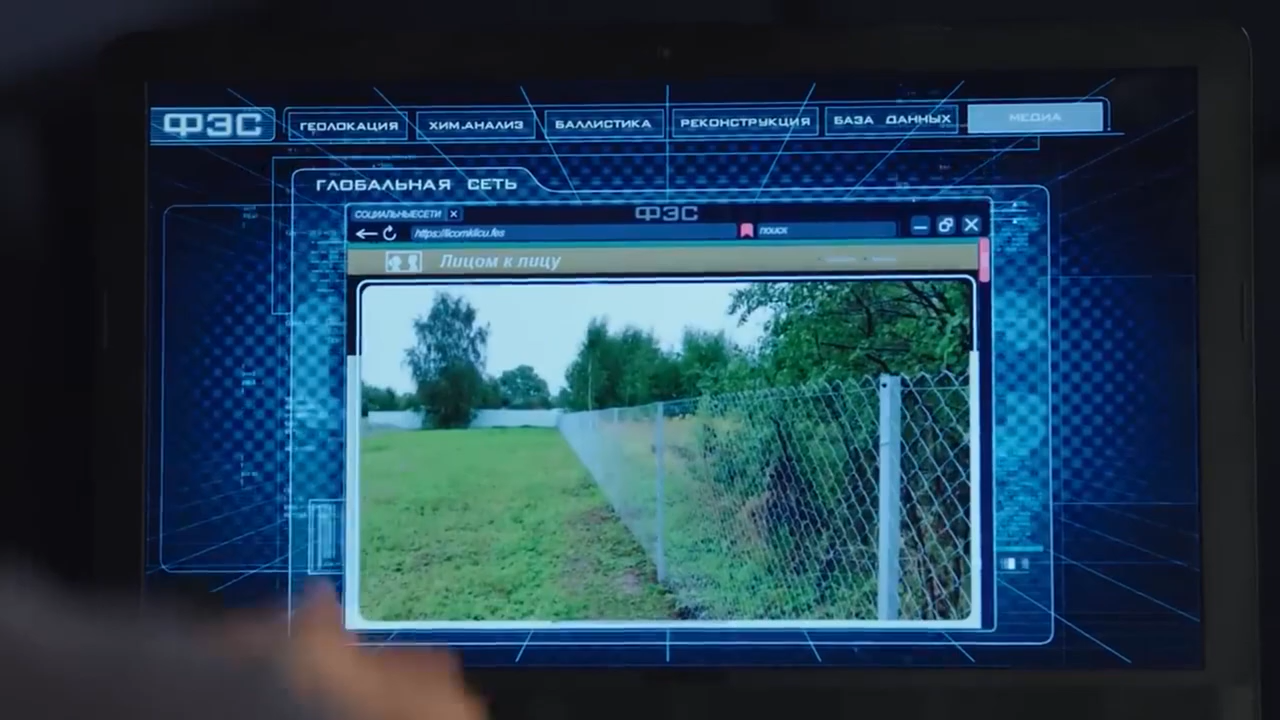 ФЭС ГЕОЛОКАЦИЯ ХИМ.АНАЛИЗ БАЛЛИСТИКА РЕКОНСТРУКЦИЯ БАЗА ДАННЫХ МЕДИА
ГЛОБАЛЬНАЯ СЕТЬ
СОЦИАЛЬНЫЕСЕТИ ФЭС
поиск
Лицом к лицу